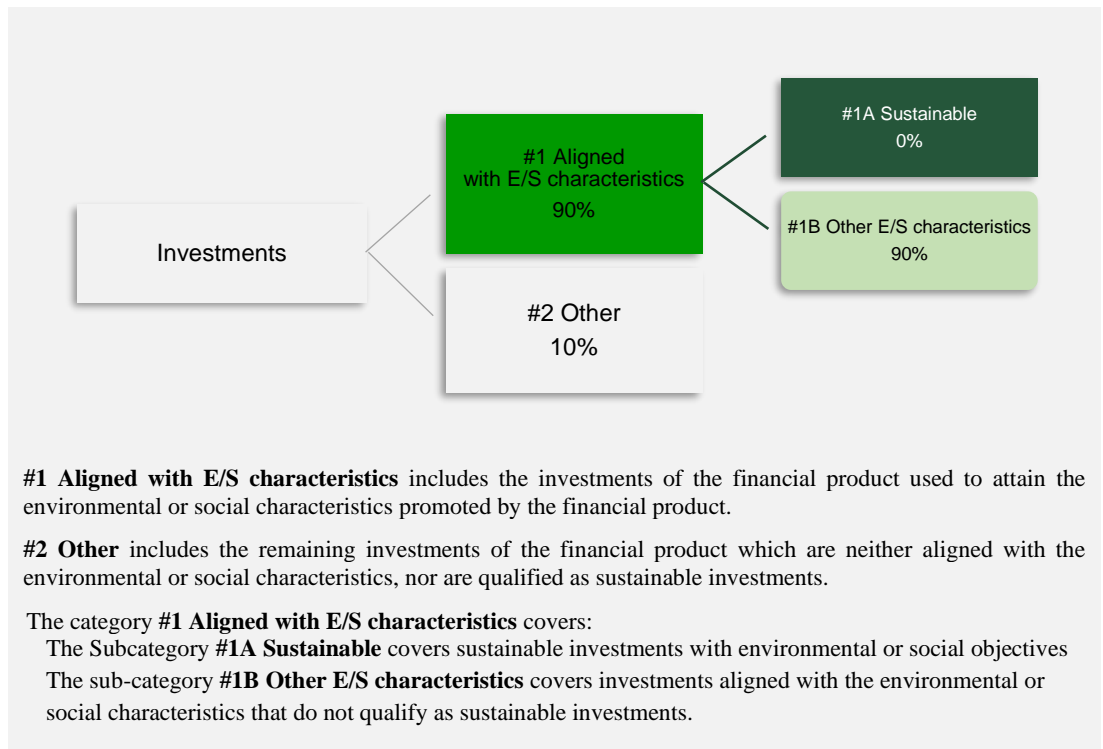 Investments
#1 Aligned
with E/S characteristics
90%
#2 Other
10%
#1A Sustainable
0%
#1B Other E/S characteristics
90%
#1 Aligned with E/S characteristics includes the investments of the financial product used to attain the
environmental or social characteristics promoted by the financial product.
#2 Other includes the remaining investments of the financial product which are neither aligned with the
environmental or social characteristics, nor are qualified as sustainable investments.
The category #1 Aligned with E/S characteristics covers:
The Subcategory #1A Sustainable covers sustainable investments with environmental or social objectives
The sub-category #1B Other E/S characteristics covers investments aligned with the environmental or
social characteristics that do not qualify as sustainable investments.